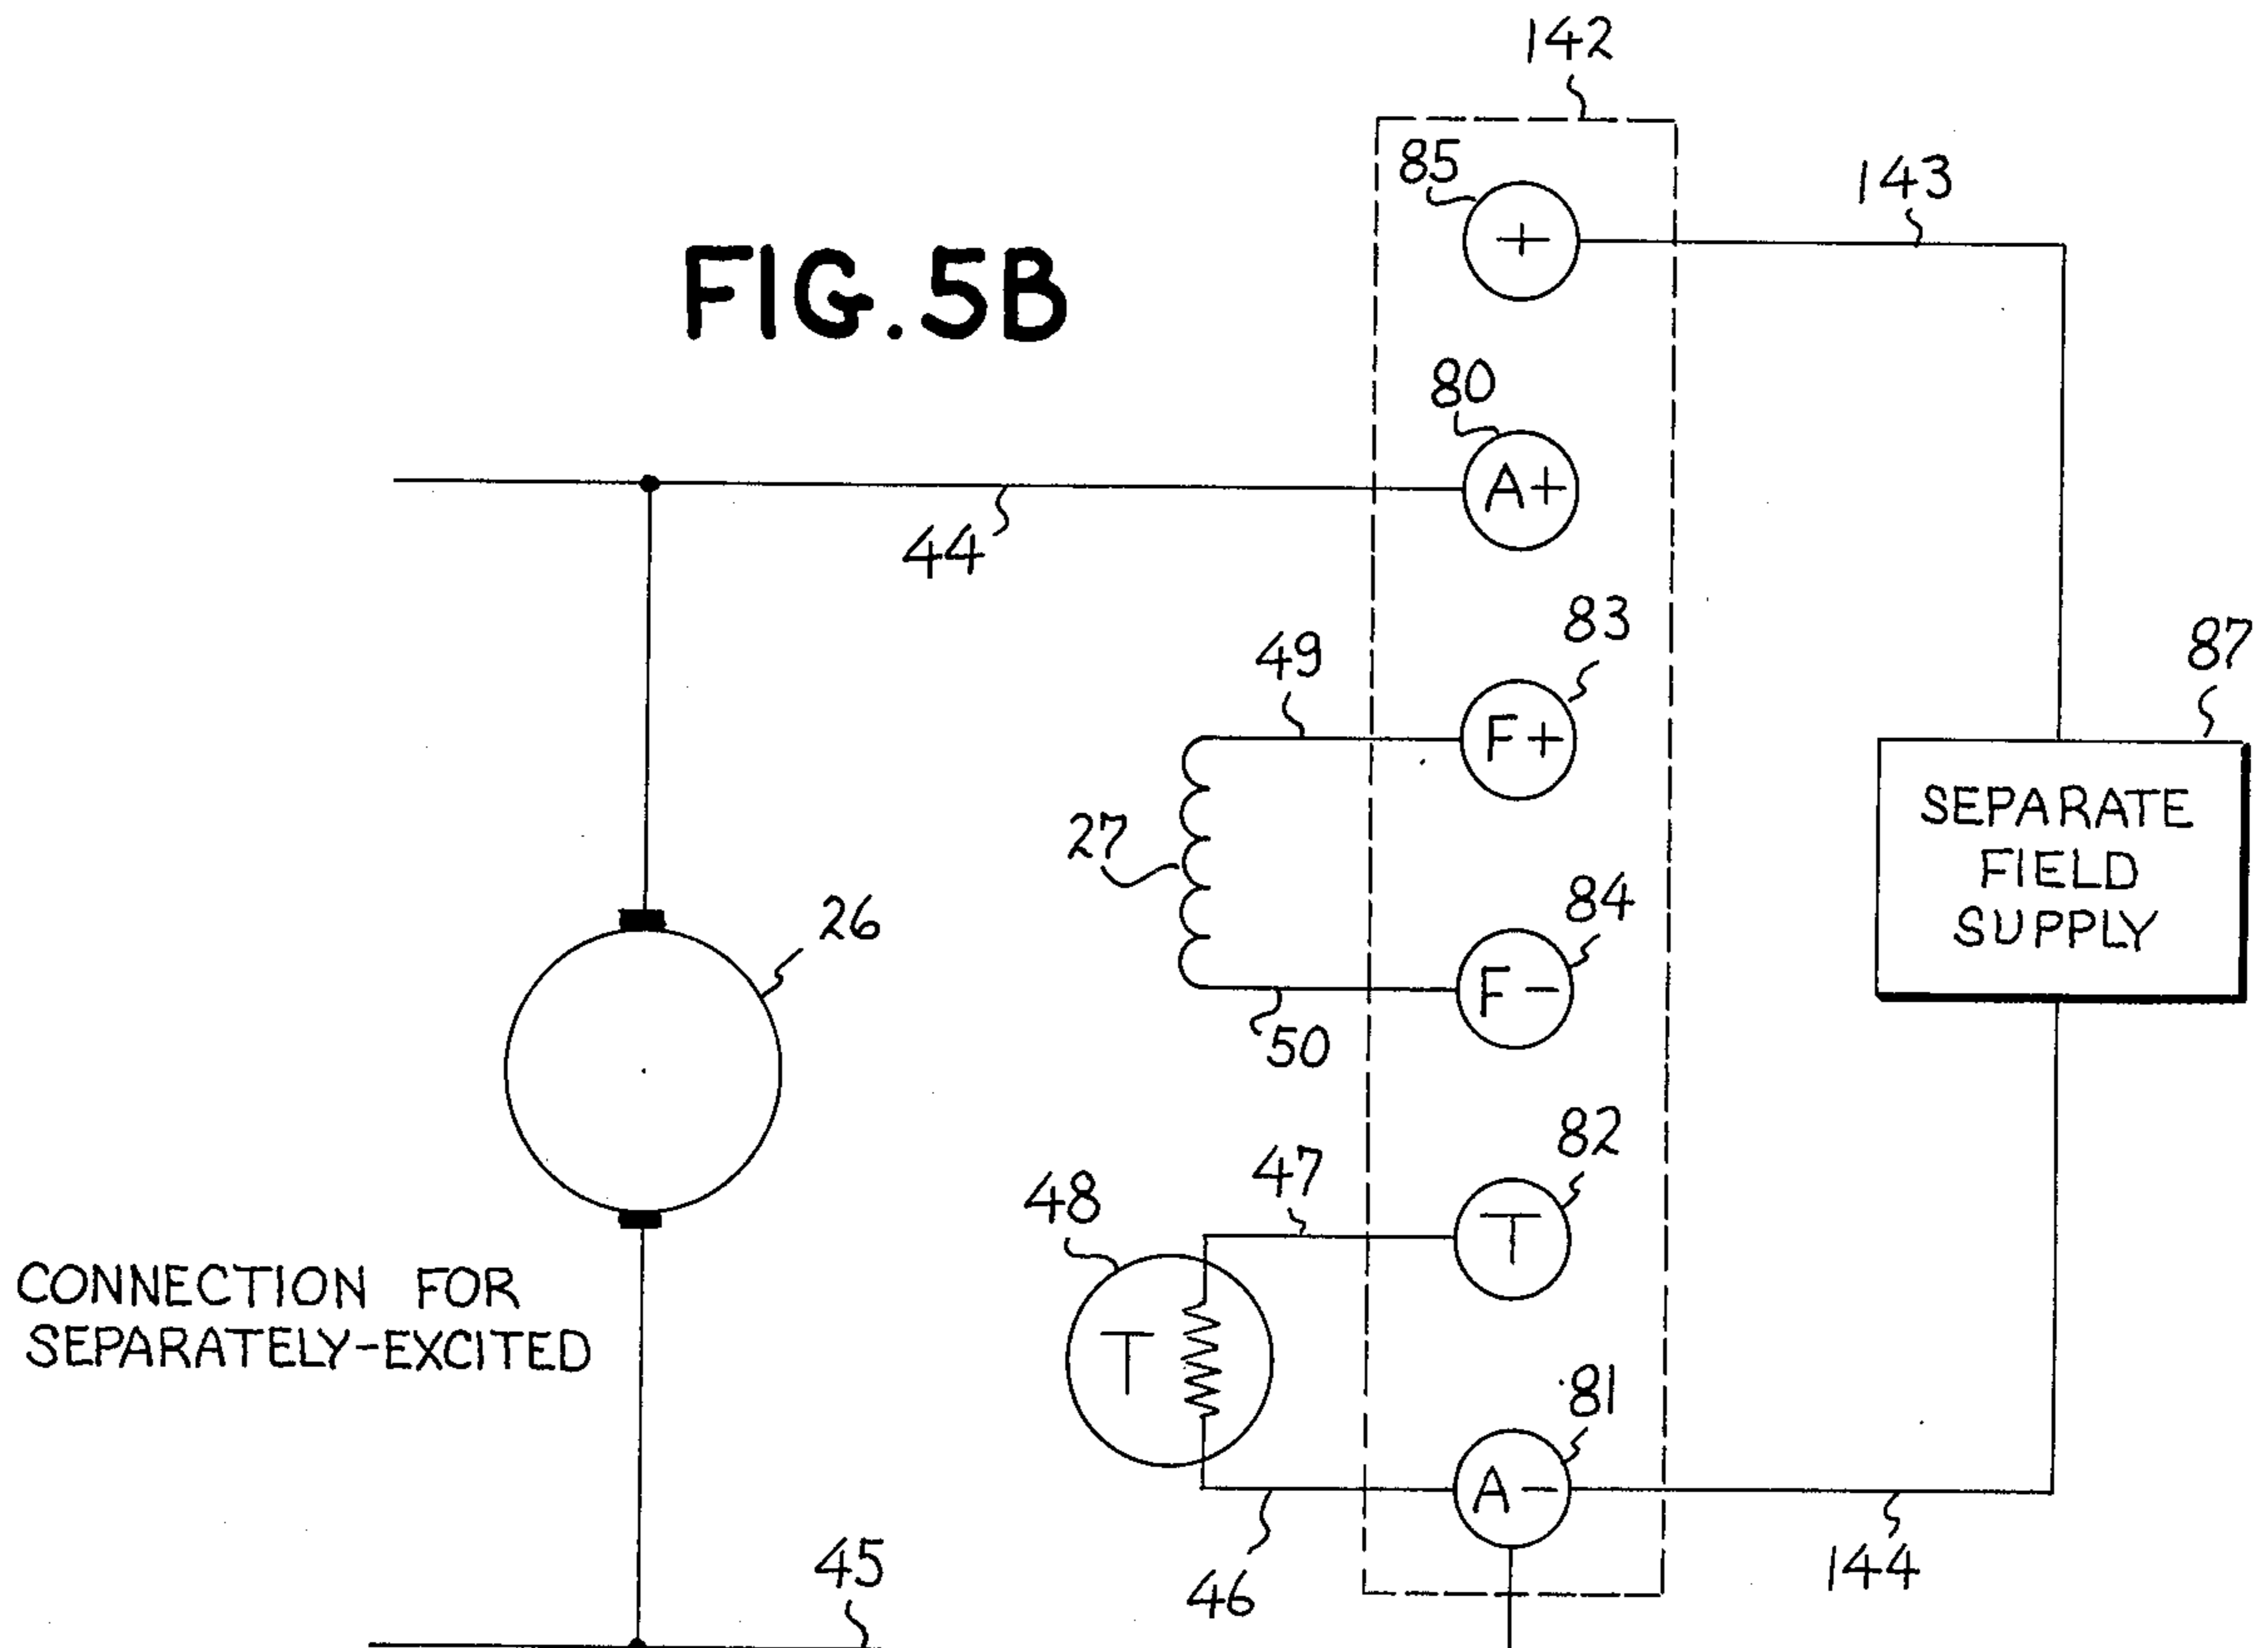 142
85
143
+
FIG.5B
80
A+
44
83
49
F+
87
SEPARATE
FIELD
SUPPLY
27
84
26
F-
50
82
47
48
T
T
CONNECTION FOR
SEPARATELY-EXCITED
81
A-
45
46
144